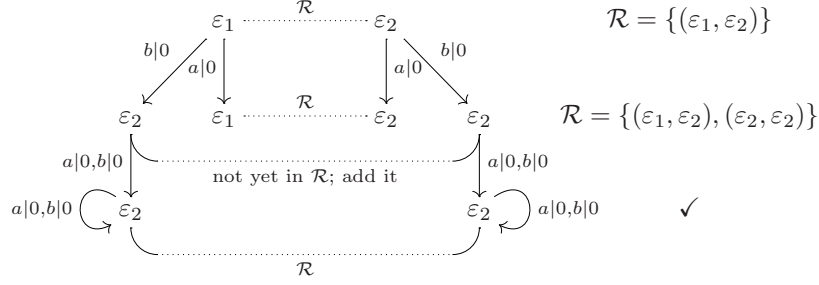 ε₁ R ε₂ R = {(ε₁, ε₂)}
b|0 a|0 a|0 b|0
ε₂ ε₁ R ε₂ ε₂ R = {(ε₁, ε₂), (ε₂, ε₂)}
a|0,b|0 a|0,b|0
not yet in R; add it
a|0,b|0 ε₂ ε₂ a|0,b|0 ✓
R